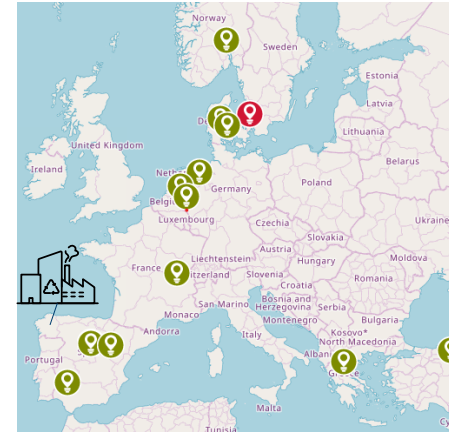 Norway
Sweden
Estonia
Latvia
Lithuania
United Kingdom
Ireland
Belarus
Poland
Germany
Belgi
Luxembourg
Ukraine
Czechia
Slovakia
Austria
Moldova
Liechtenstein
Hungary
France
Slovenia
Romania
Croatia
San Marino
Bosnia and
Herzegovina
Serbia
Monaco
Montenegro
Bulgaria
Andorra
Italy
Kosovo*
North Macedonia
Portugal
Malta
Tunisia